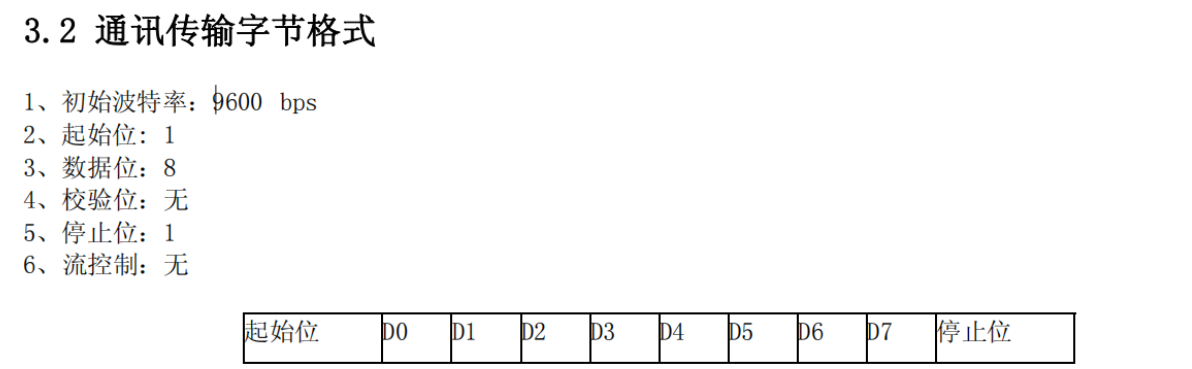 3.2 通讯传输字节格式
1、初始波特率：9600 bps
2、起始位: 1
3、数据位：8
4、校验位：无
5、停止位：1
6、流控制：无
起始位 D0 D1 D2 D3 D4 D5 D6 D7 停止位